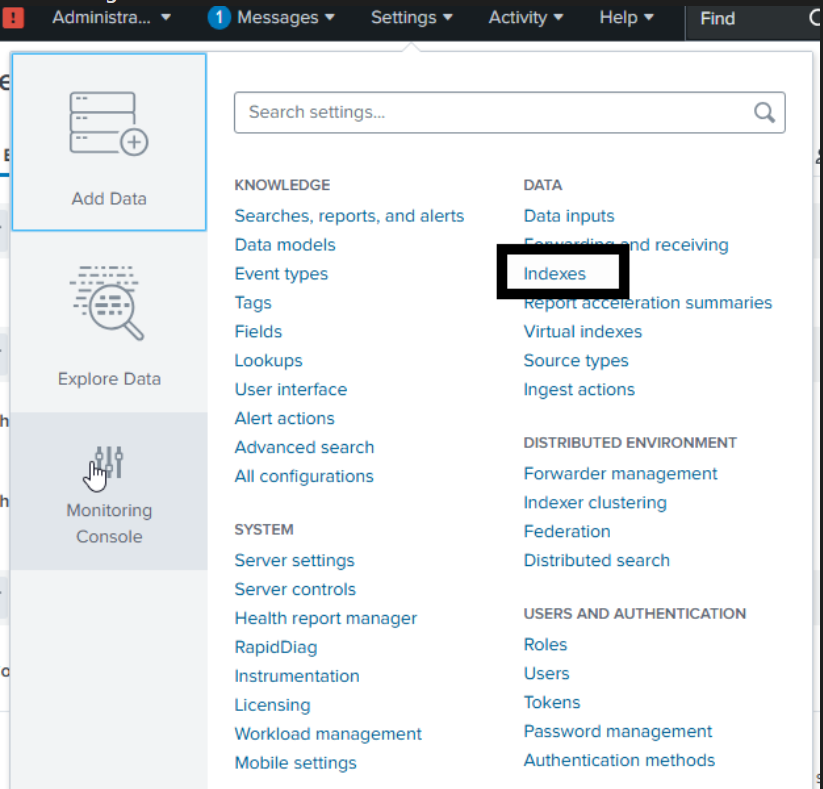 ! Administra... 1 Messages Settings Activity Help Find
Add Data
Explore Data
Monitoring
Console
Search settings...
KNOWLEDGE
Searches, reports, and alerts
Data models
Event types
Tags
Fields
Lookups
User interface
Alert actions
Advanced search
All configurations
SYSTEM
Server settings
Server controls
Health report manager
RapidDiag
Instrumentation
Licensing
Workload management
Mobile settings
DATA
Data inputs
Forwarding and receiving
Indexes
Report acceleration summaries
Virtual indexes
Source types
Ingest actions
DISTRIBUTED ENVIRONMENT
Forwarder management
Indexer clustering
Federation
Distributed search
USERS AND AUTHENTICATION
Roles
Users
Tokens
Password management
Authentication methods